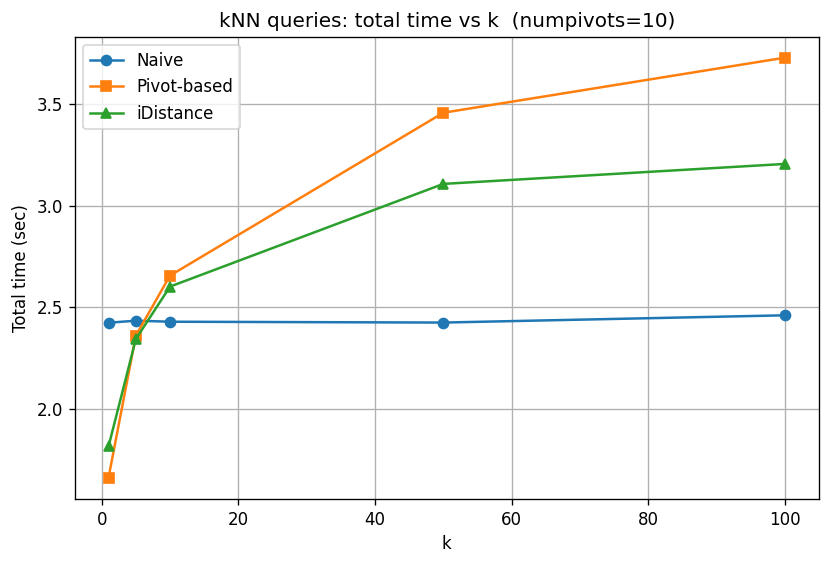 kNN queries: total time vs k  (numpivots=10)
Naive
Pivot-based
iDistance
3.5
3.0
2.5
2.0
Total time (sec)
0 20 40 60 80 100
k